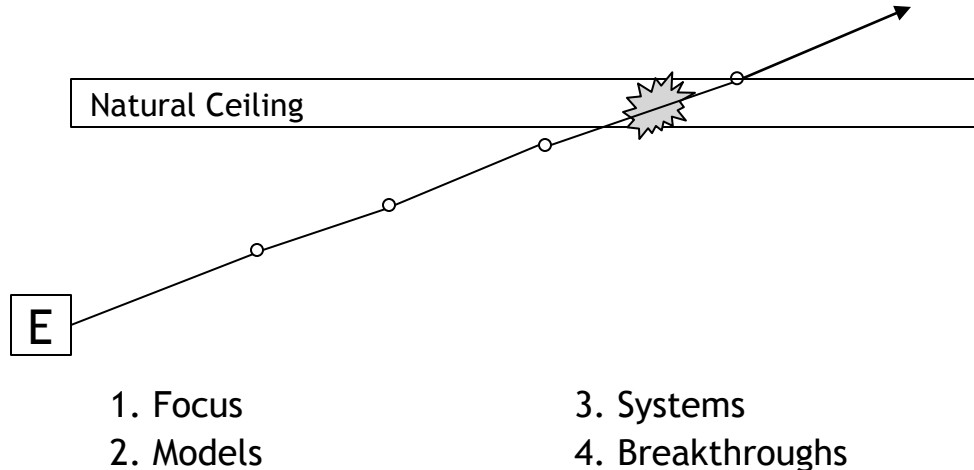 Natural Ceiling
E
1. Focus
2. Models
3. Systems
4. Breakthroughs